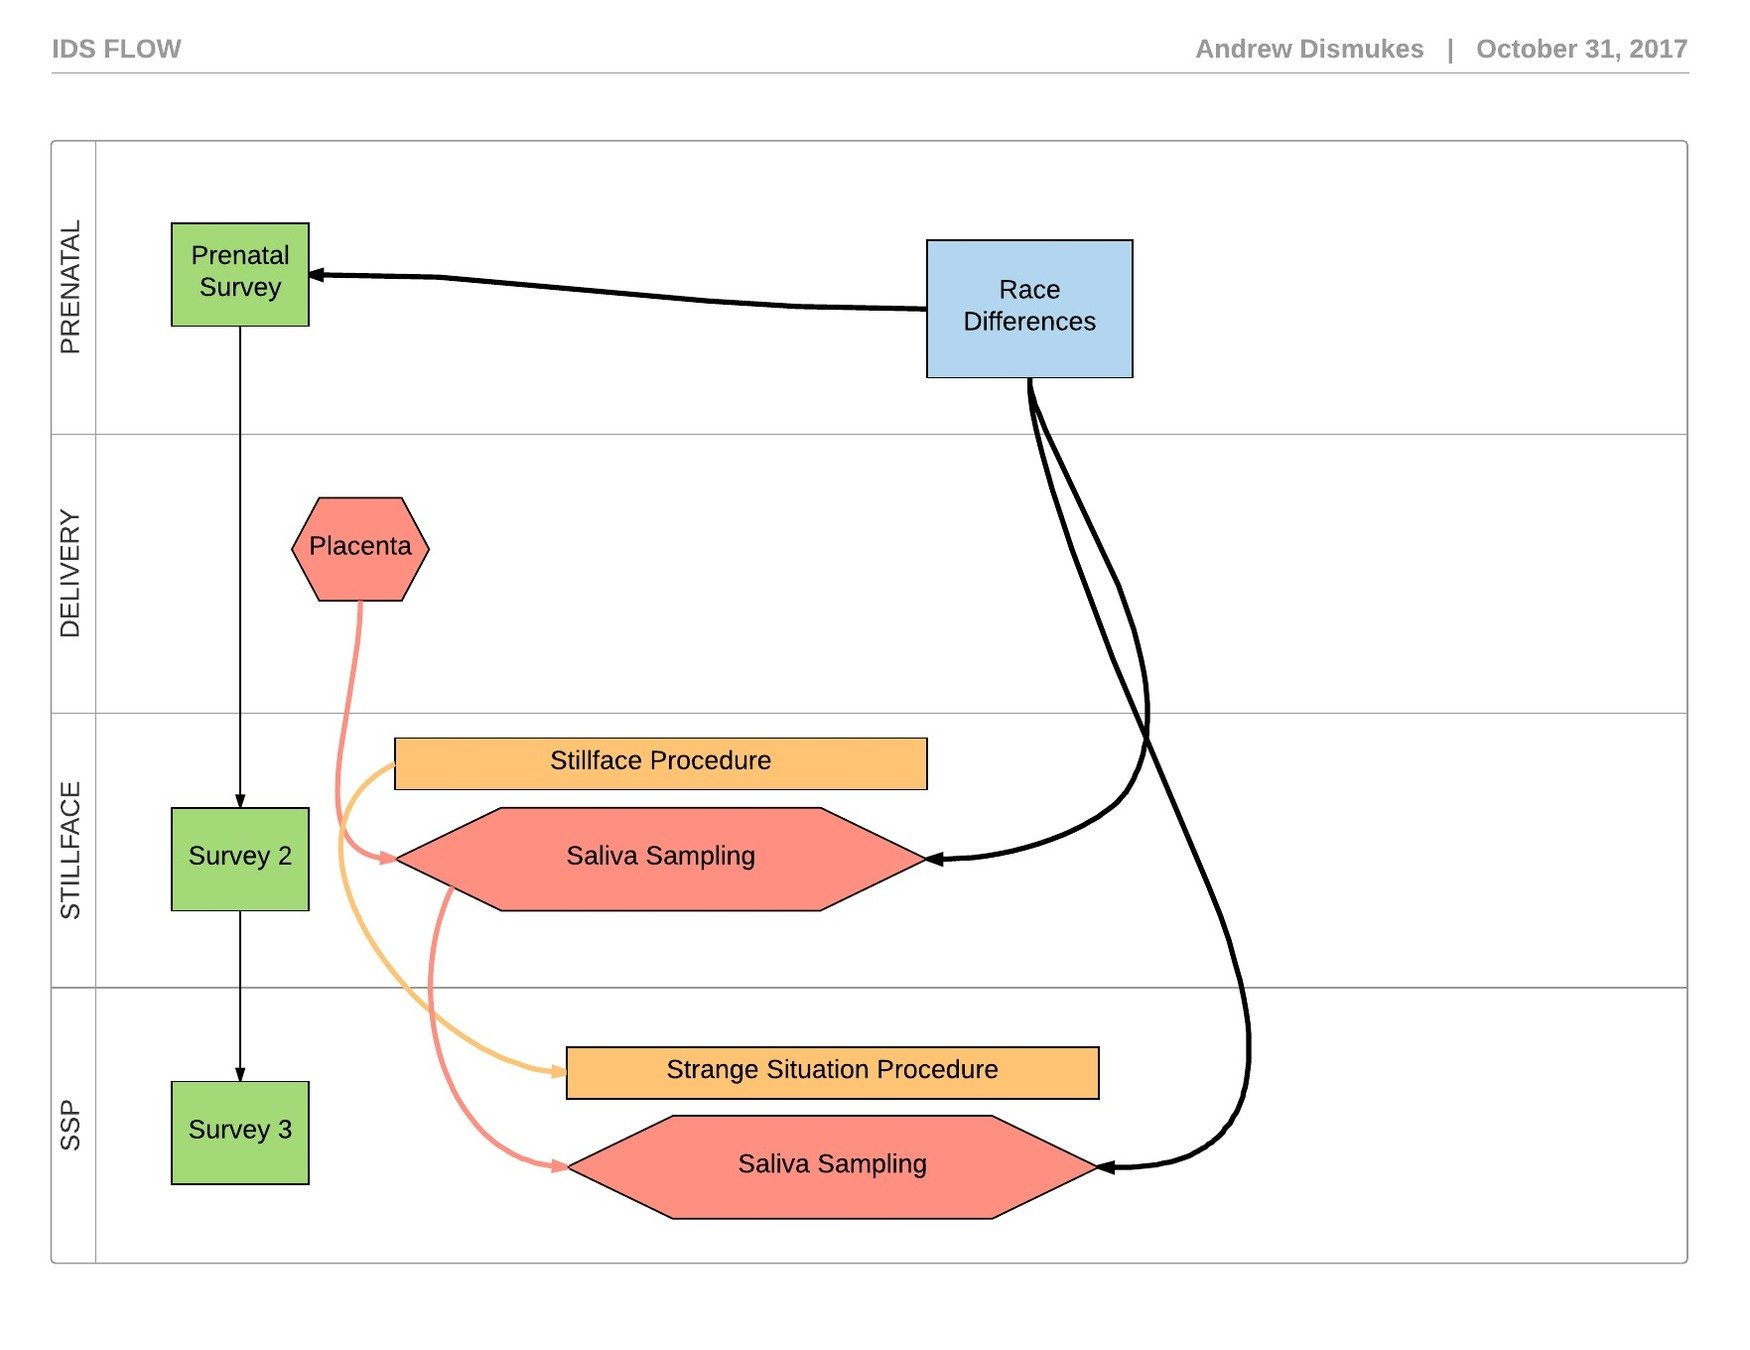 IDS FLOW
Andrew Dismukes | October 31, 2017
PRENATAL
Prenatal
Survey
Race
Differences
DELIVERY
Placenta
STILLFACE
Stillface Procedure
Survey 2
Saliva Sampling
SSP
Strange Situation Procedure
Survey 3
Saliva Sampling